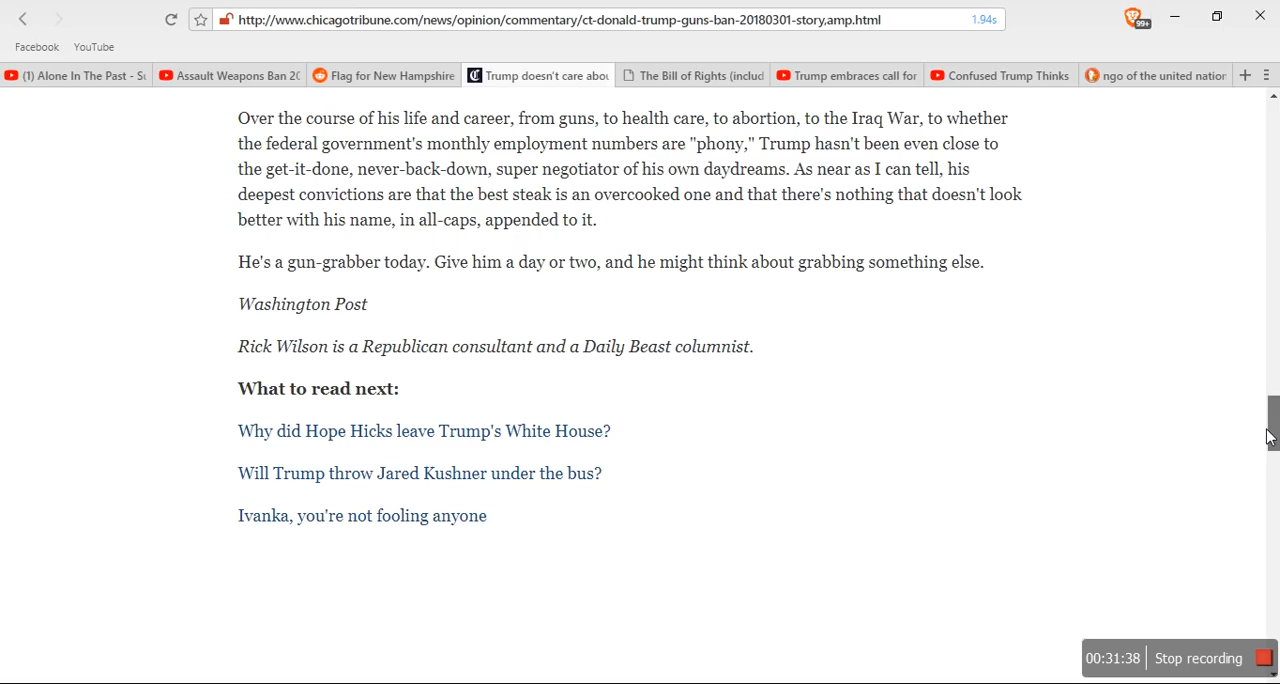 http://www.chicagotribune.com/news/opinion/commentary/ct-donald-trump-guns-ban-20180301-story,amp.html 1.94s 99+
Facebook YouTube
(1) Alone In The Past - Su Assault Weapons Ban 20 Flag for New Hampshire Trump doesn't care abou The Bill of Rights (includ Trump embraces call for Confused Trump Thinks ngo of the united nation
Over the course of his life and career, from guns, to health care, to abortion, to the Iraq War, to whether
the federal government's monthly employment numbers are "phony," Trump hasn't been even close to
the get-it-done, never-back-down, super negotiator of his own daydreams. As near as I can tell, his
deepest convictions are that the best steak is an overcooked one and that there's nothing that doesn't look
better with his name, in all-caps, appended to it.
He's a gun-grabber today. Give him a day or two, and he might think about grabbing something else.
Washington Post
Rick Wilson is a Republican consultant and a Daily Beast columnist.
What to read next:
Why did Hope Hicks leave Trump's White House?
Will Trump throw Jared Kushner under the bus?
Ivanka, you're not fooling anyone
00:31:38 Stop recording